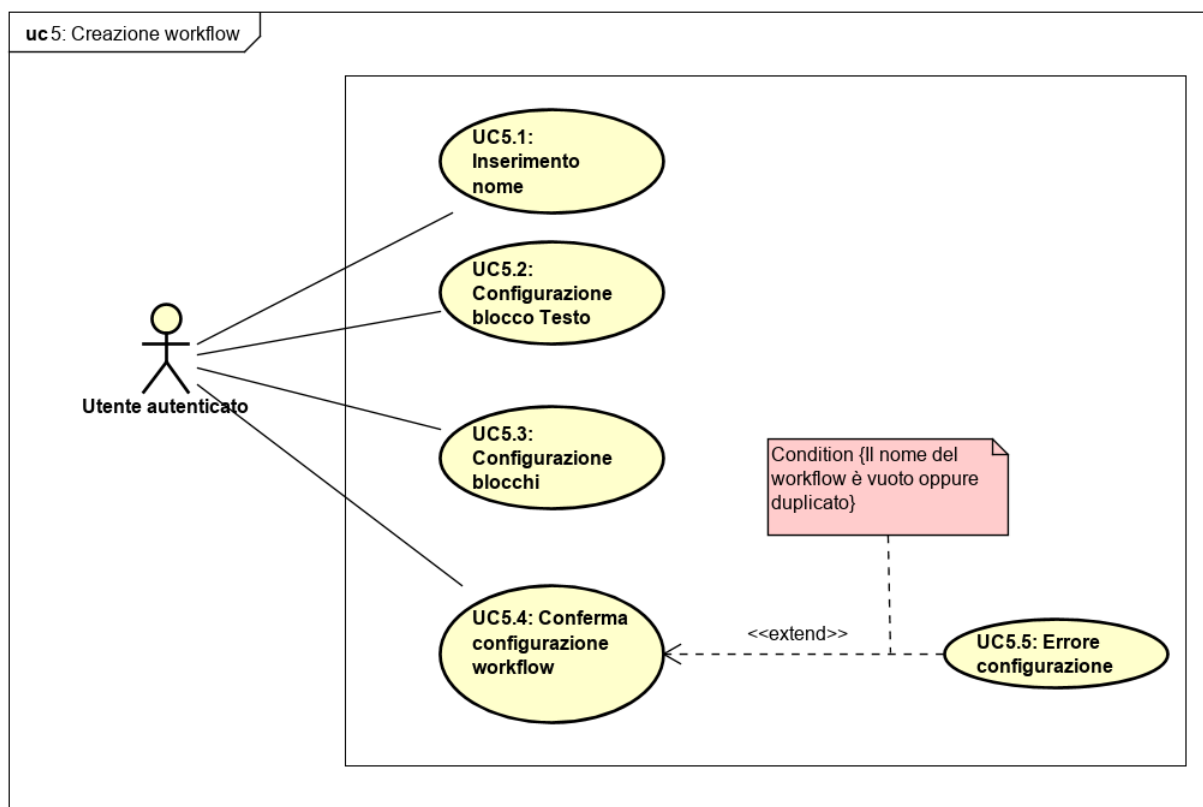 uc 5: Creazione workflow
UC5.1:
Inserimento
nome
UC5.2:
Configurazione
blocco Testo
Utente autenticato
UC5.3:
Configurazione
blocchi
Condition {Il nome del
workflow è vuoto oppure
duplicato}
UC5.4: Conferma
configurazione
workflow
<<extend>>
UC5.5: Errore
configurazione